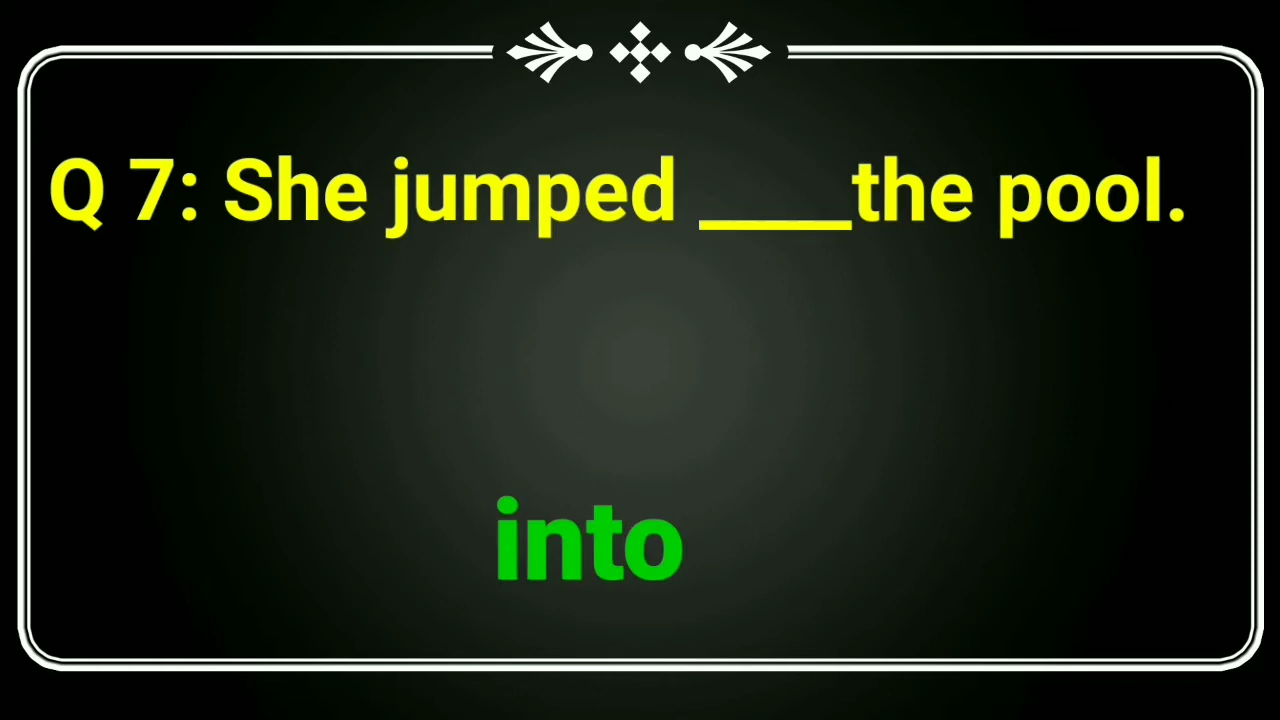 Q 7: She jumped ____the pool.
into